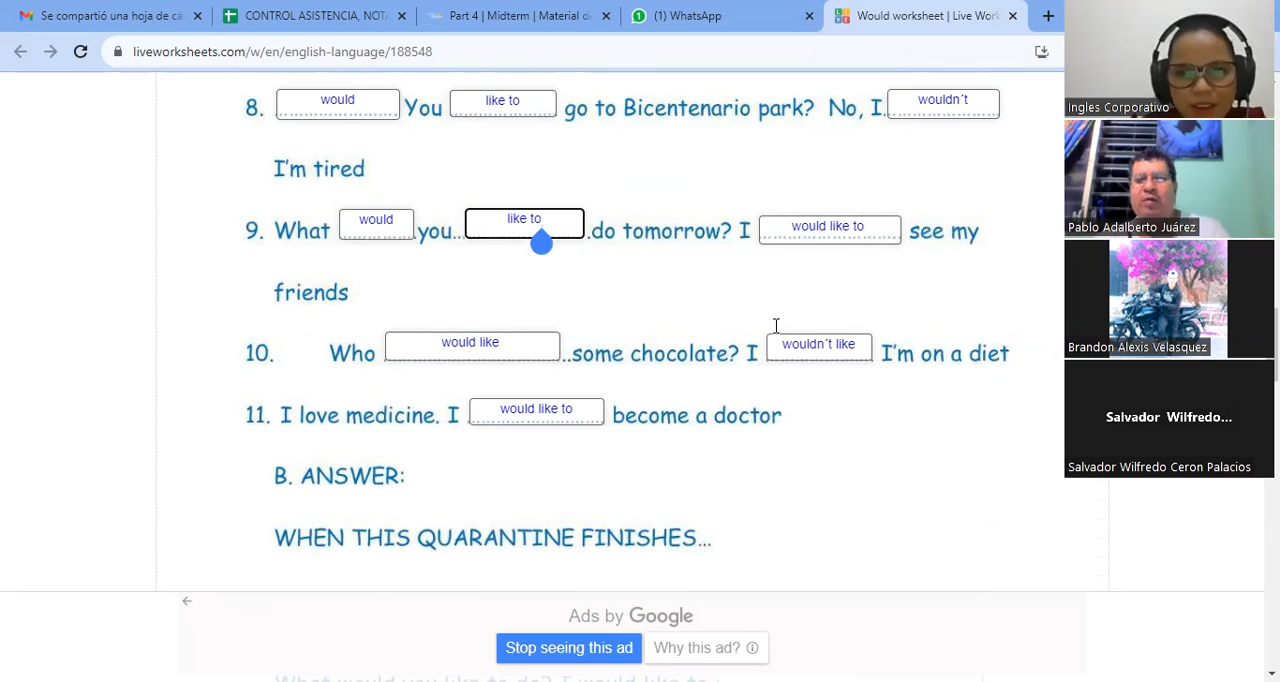 Se compartió una hoja de cá
CONTROL ASISTENCIA, NOTA
Part 4 | Midterm | Material de
(1) WhatsApp
Would worksheet | Live Work
liveworksheets.com/w/en/english-language/188548
8. would You like to go to Bicentenario park? No, I wouldn´t
I'm tired
9. What would you... like to .do tomorrow? I would like to see my
friends
10. Who would like ..some chocolate? I wouldn´t like I'm on a diet
11. I love medicine. I would like to become a doctor
B. ANSWER:
WHEN THIS QUARANTINE FINISHES...
Ads by Google
Stop seeing this ad
Why this ad?
Ingles Corporativo
Pablo Adalberto Juárez
Brandon Alexis Velasquez
Salvador Wilfredo...
Salvador Wilfredo Ceron Palacios